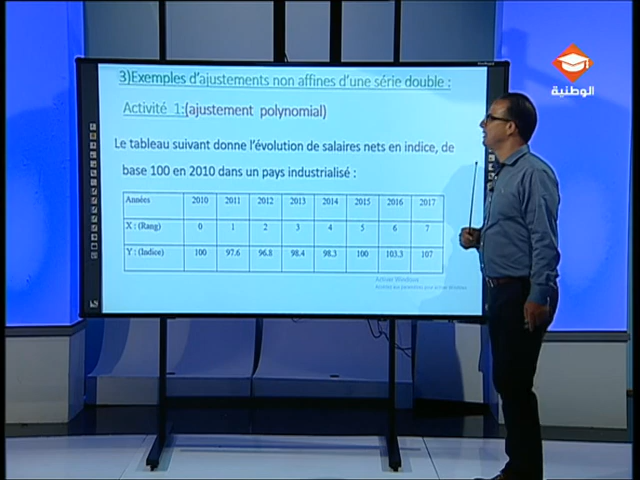 3)Exemples d'ajustements non affines d'une série double :
Activité 1:(ajustement polynomial)
Le tableau suivant donne l'évolution de salaires nets en indice, de
base 100 en 2010 dans un pays industrialisé :
Années 2010 2011 2012 2013 2014 2015 2016 2017
X : (Rang) 0 1 2 3 4 5 6 7
Y : (Indice) 100 97.6 96.8 98.4 98.3 100 103.3 107
Activer Windows
الوطنية